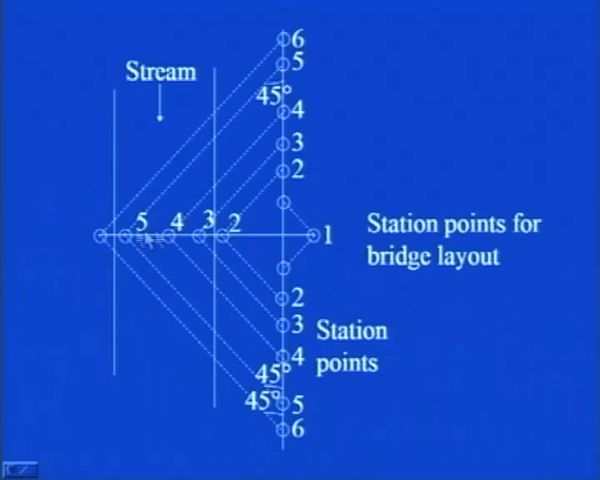 6
5
Stream
45°
4
3
2
5 4 3 2
1
Station points for
bridge layout
2
3
Station
points
4
45°
45°
5
6